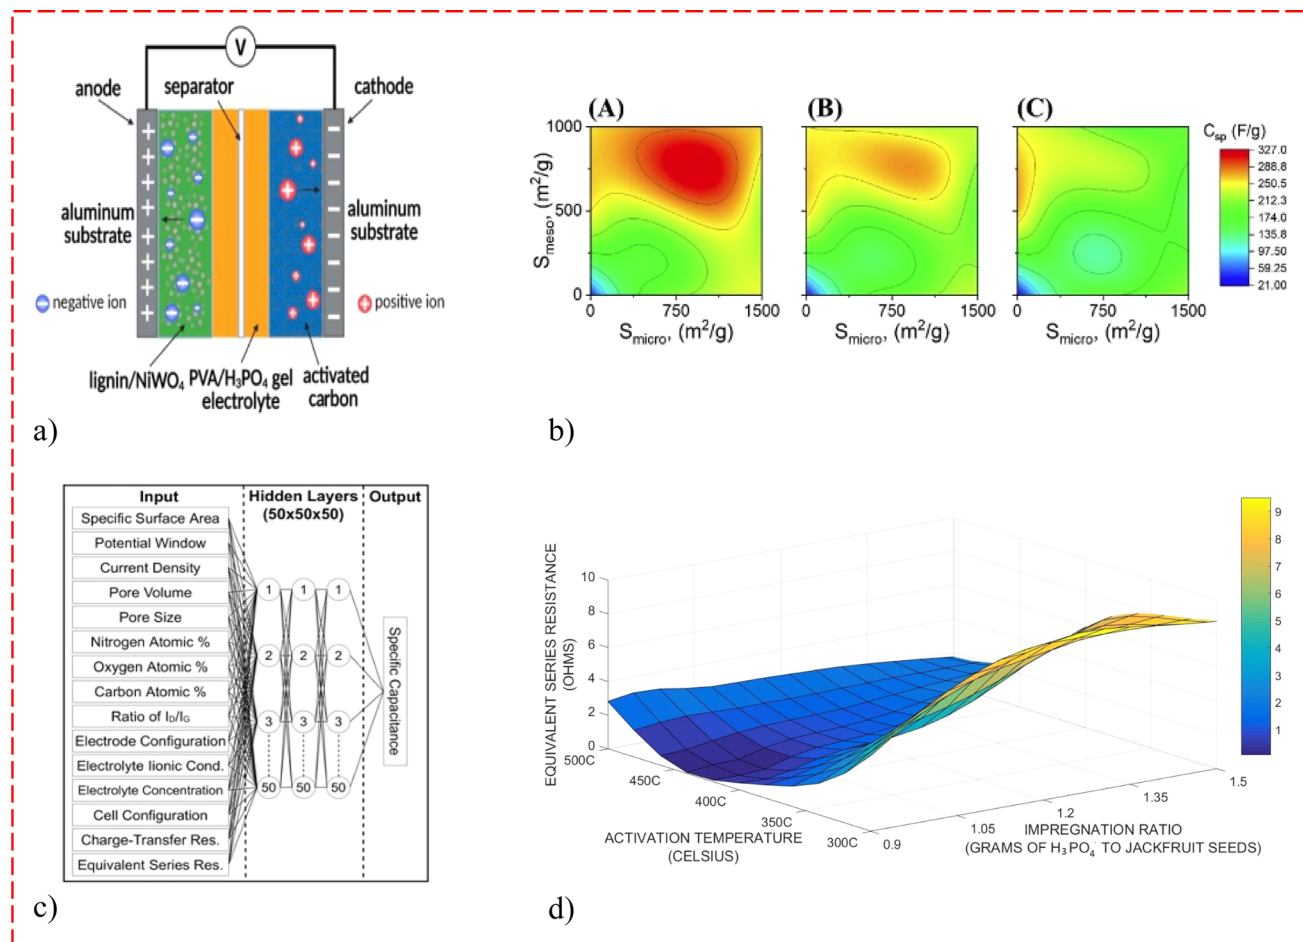 V
anode
separator
cathode
aluminum
substrate
aluminum
substrate
negative ion
positive ion
lignin/NiWO₄
PVA/H₃PO₄ gel
electrolyte
activated
carbon
a)
(A)
(B)
(C)
C_sp (F/g)
327.0
288.8
250.5
212.3
174.0
135.8
97.50
59.25
21.00
S_meso, (m²/g)
1000
500
0
0 750 1500
0 750 1500
0 750 1500
S_micro, (m²/g)
S_micro, (m²/g)
S_micro, (m²/g)
b)
Input
Hidden Layers
(50x50x50)
Output
Specific Surface Area
Potential Window
Current Density
Pore Volume
Pore Size
Nitrogen Atomic %
Oxygen Atomic %
Carbon Atomic %
Ratio of I_D/I_G
Electrode Configuration
Electrolyte Iionic Cond.
Electrolyte Concentration
Cell Configuration
Charge-Transfer Res.
Equivalent Series Res.
1 1 1
2 2 2
3 3 3
50 50 50
Specific Capacitance
c)
EQUIVALENT SERIES RESISTANCE
(OHMS)
10
8
6
4
2
0
500C
450C
400C
350C
300C
ACTIVATION TEMPERATURE
(CELSIUS)
0.9
1.05
1.2
1.35
1.5
IMPREGNATION RATIO
(GRAMS OF H₃PO₄ TO JACKFRUIT SEEDS)
9
8
7
6
5
4
3
2
1
d)